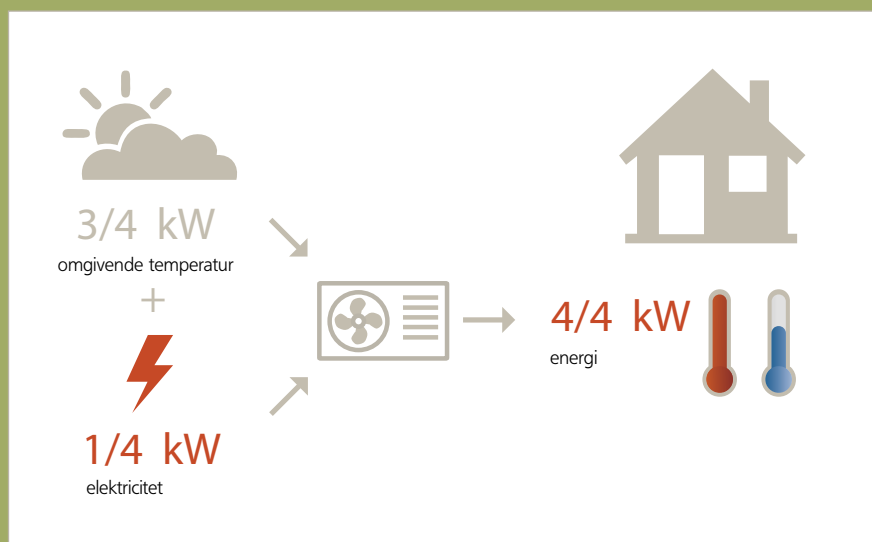 3/4 kW
omgivende temperatur
+
1/4 kW
elektricitet
4/4 kW
energi